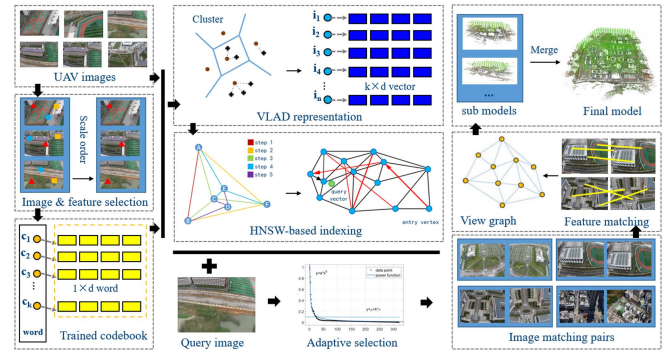 UAV images
Scale order
Image & feature selection
c1
c2
c3
ck
1×d word
word
Trained codebook
Cluster
i1
i2
i3
i4
in
k×d vector
VLAD representation
step 1
step 2
step 3
step 4
step 5
A
B
C
D
E
F
query
vector
entry vertex
HNSW-based indexing
Query image
data point
power function
Adaptive selection
Merge
sub models
Final model
View graph
Feature matching
Image matching pairs